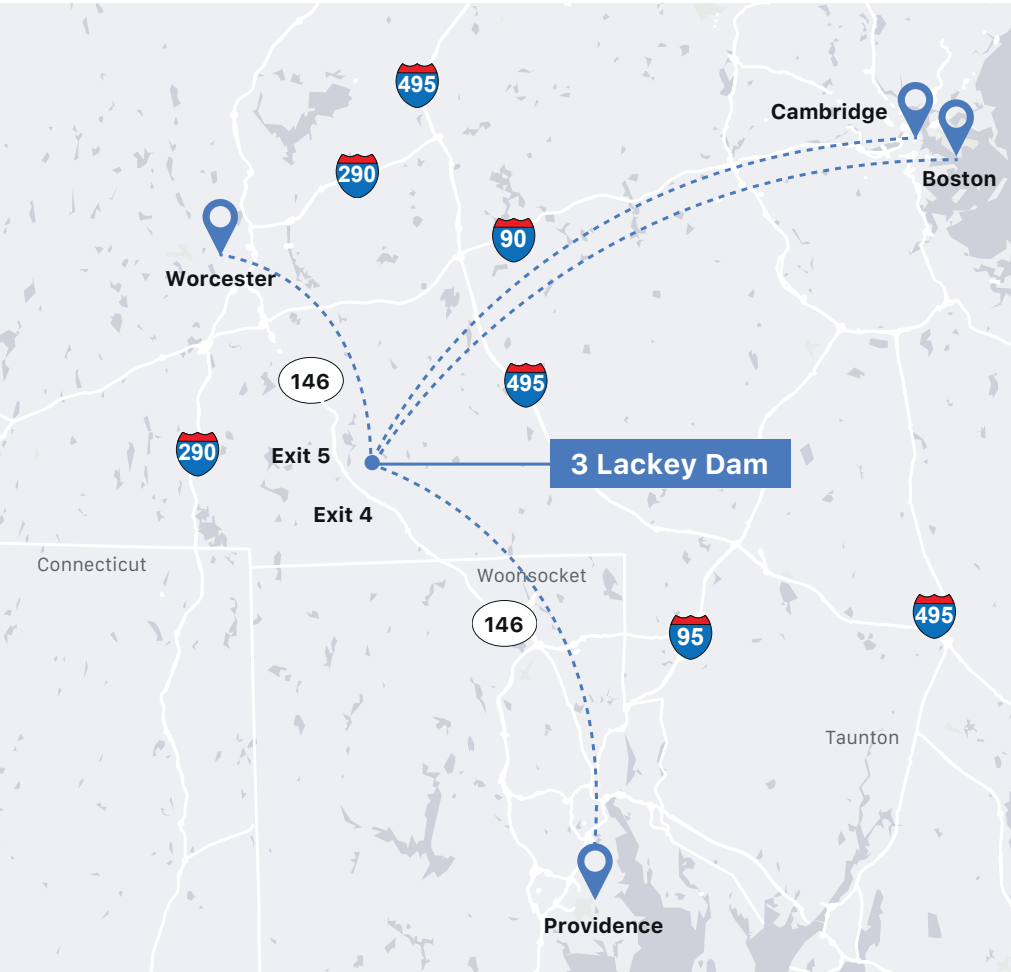 495
Cambridge
290
Boston
90
Worcester
146
495
290
Exit 5
3 Lackey Dam
Exit 4
Connecticut
Woonsocket
146
95
495
Taunton
Providence